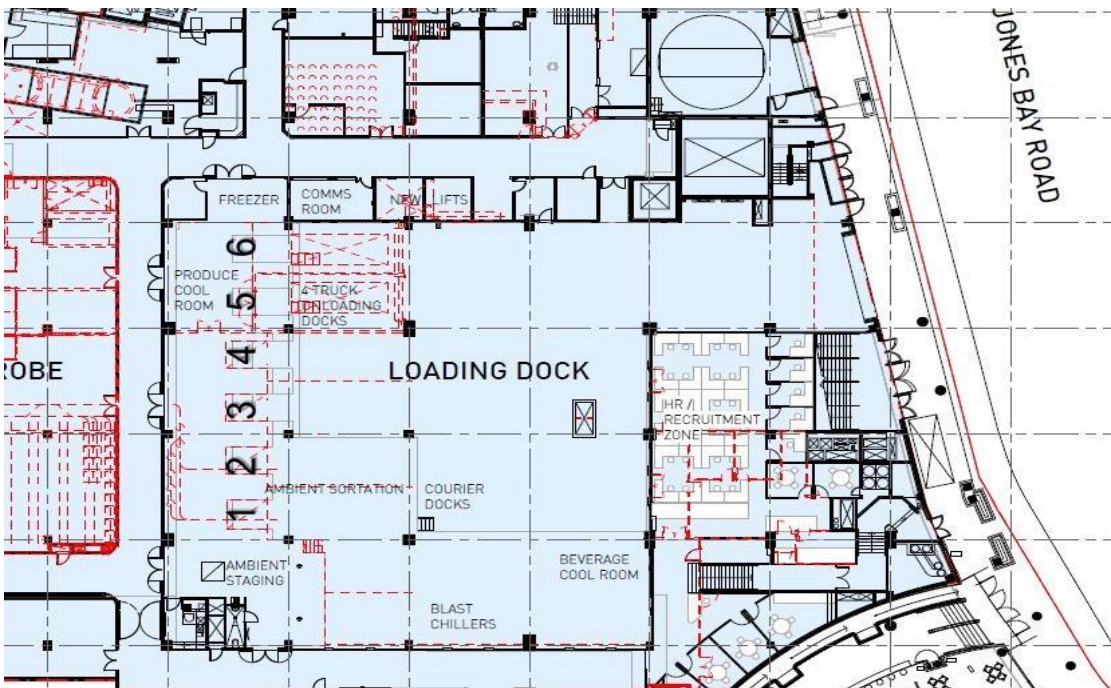 JONES BAY ROAD
FREEZER
COMMS
ROOM
NEW LIFTS
PRODUCE
COOL
ROOM
6
5
4 TRUCK
UNLOADING
DOCKS
4
OBE
LOADING DOCK
3
HR /
RECRUITMENT
ZONE
2
AMBIENT SORTATION
COURIER
DOCKS
1
BEVERAGE
COOL ROOM
AMBIENT
STAGING
BLAST
CHILLERS